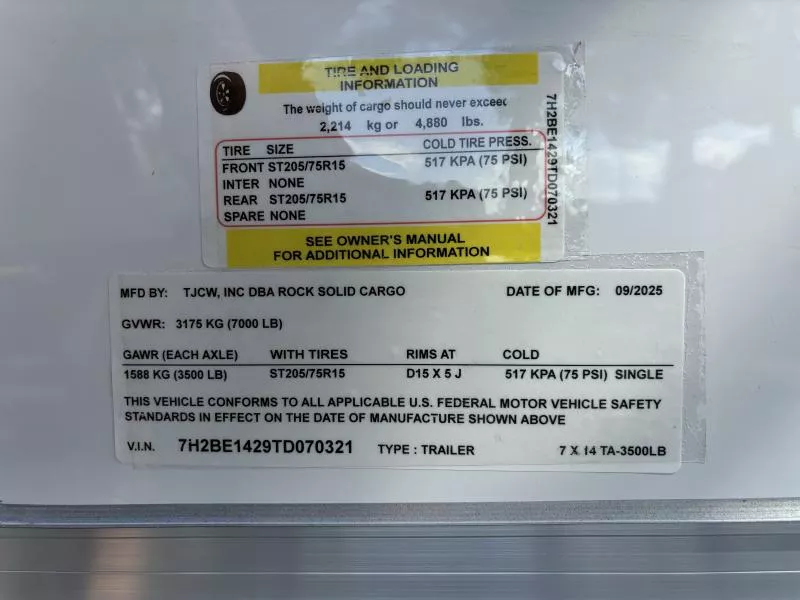 TIRE AND LOADING
INFORMATION
The weight of cargo should never exceed
2,214 kg or 4,880 lbs.
TIRE SIZE COLD TIRE PRESS.
FRONT ST205/75R15 517 KPA (75 PSI)
INTER NONE
REAR ST205/75R15 517 KPA (75 PSI)
SPARE NONE
SEE OWNER'S MANUAL
FOR ADDITIONAL INFORMATION
7H2BE1429TD070321
MFD BY: TJCW, INC DBA ROCK SOLID CARGO DATE OF MFG: 09/2025
GVWR: 3175 KG (7000 LB)
GAWR (EACH AXLE) WITH TIRES RIMS AT COLD
1588 KG (3500 LB) ST205/75R15 D15 X 5 J 517 KPA (75 PSI) SINGLE
THIS VEHICLE CONFORMS TO ALL APPLICABLE U.S. FEDERAL MOTOR VEHICLE SAFETY
STANDARDS IN EFFECT ON THE DATE OF MANUFACTURE SHOWN ABOVE
V.I.N. 7H2BE1429TD070321 TYPE : TRAILER 7 X 14 TA-3500LB